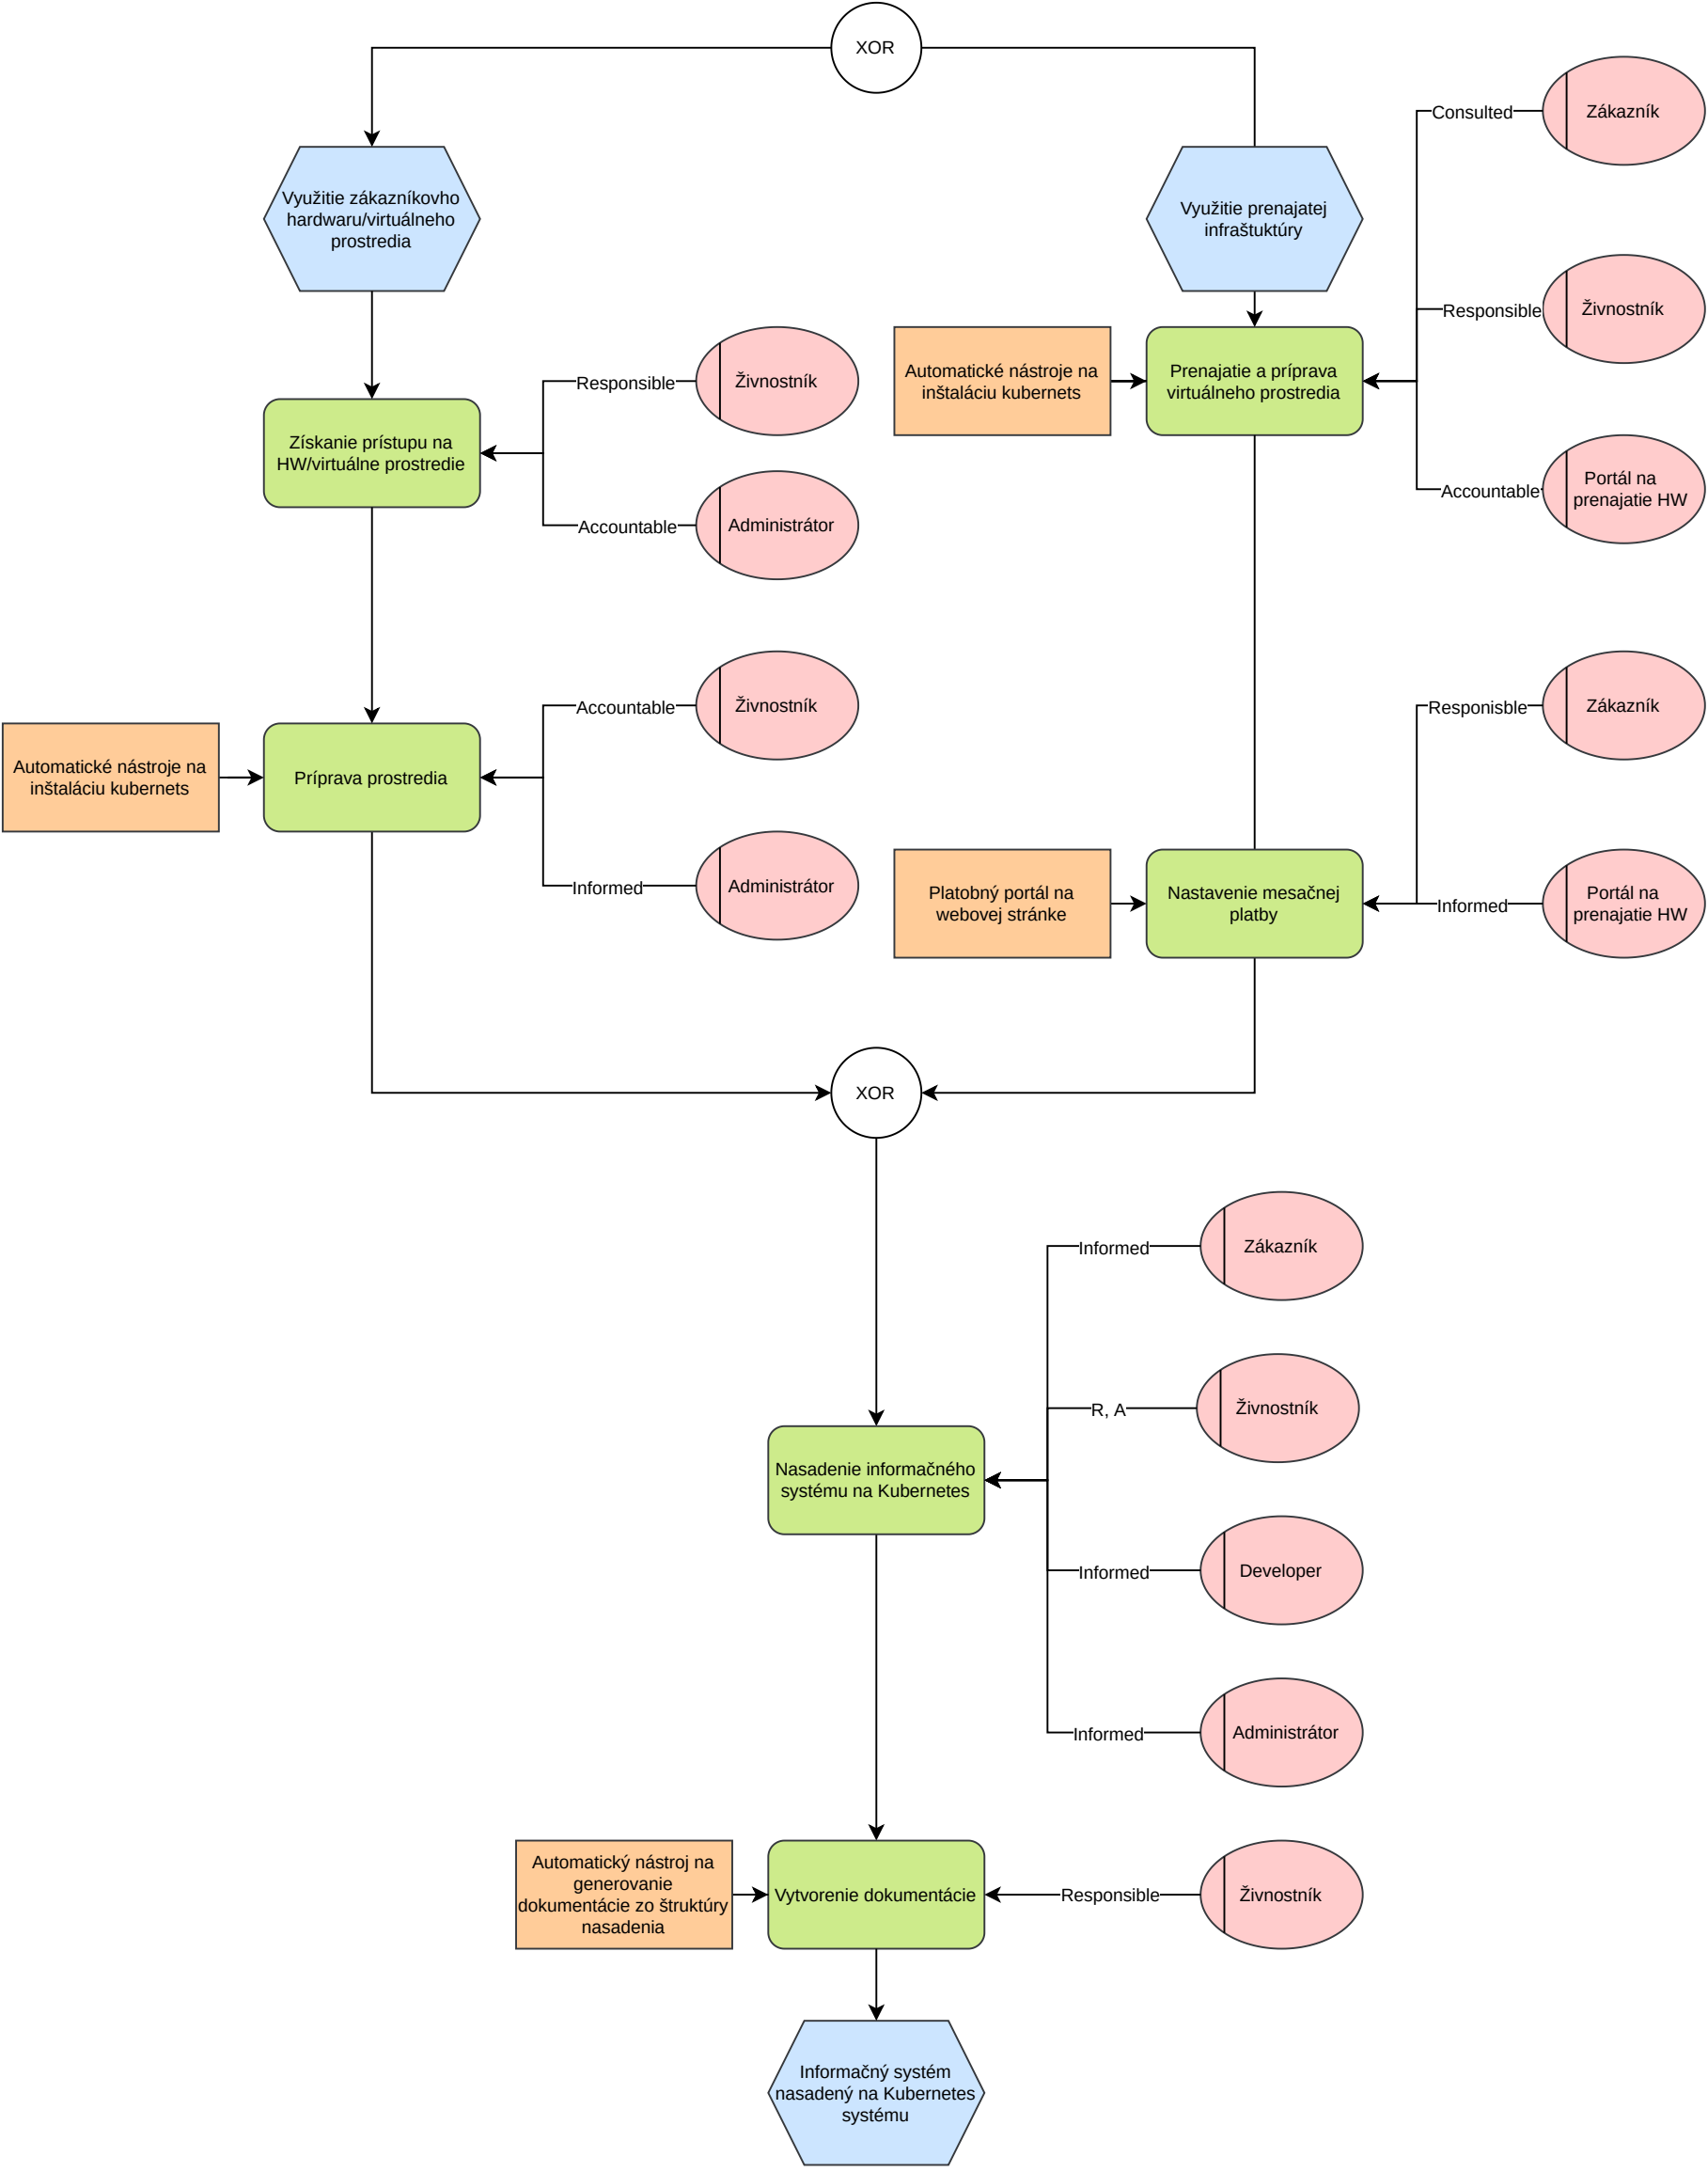 XOR
Consulted
Zákazník
Využitie zákazníkovho
hardwaru/virtuálneho
prostredia
Využitie prenajatej
infraštuktúry
Responsible
Živnostník
Responsible
Živnostník
Automatické nástroje na
inštaláciu kubernets
Prenajatie a príprava
virtuálneho prostredia
Získanie prístupu na
HW/virtuálne prostredie
Accountable
Portál na
prenajatie HW
Accountable
Administrátor
Accountable
Živnostník
Responisble
Zákazník
Automatické nástroje na
inštaláciu kubernets
Príprava prostredia
Informed
Administrátor
Platobný portál na
webovej stránke
Nastavenie mesačnej
platby
Informed
Portál na
prenajatie HW
XOR
Informed
Zákazník
R, A
Živnostník
Nasadenie informačného
systému na Kubernetes
Informed
Developer
Informed
Administrátor
Automatický nástroj na
generovanie
dokumentácie zo štruktúry
nasadenia
Vytvorenie dokumentácie
Responsible
Živnostník
Informačný systém
nasadený na Kubernetes
systému